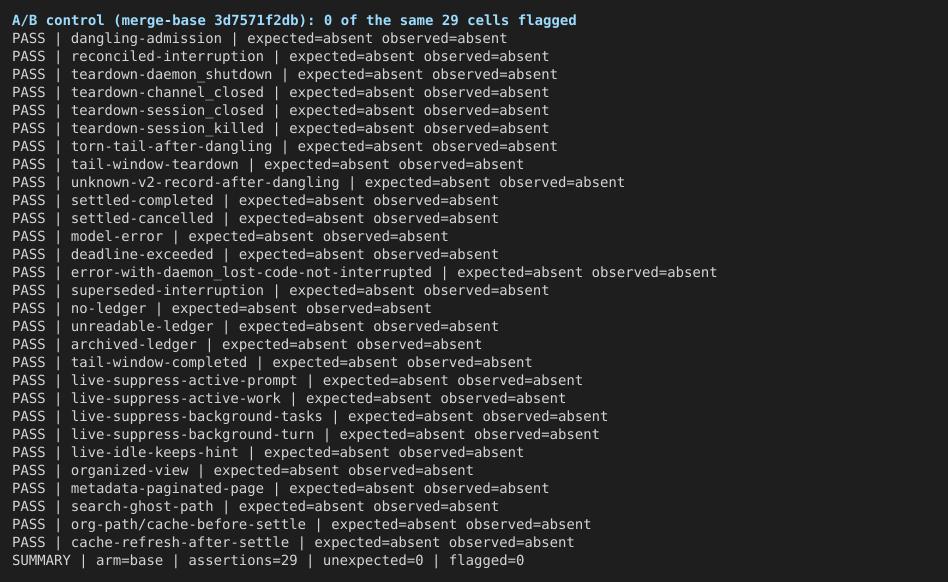 A/B control (merge-base 3d7571f2db): 0 of the same 29 cells flagged
PASS | dangling-admission | expected=absent observed=absent
PASS | reconciled-interruption | expected=absent observed=absent
PASS | teardown-daemon_shutdown | expected=absent observed=absent
PASS | teardown-channel_closed | expected=absent observed=absent
PASS | teardown-session_closed | expected=absent observed=absent
PASS | teardown-session_killed | expected=absent observed=absent
PASS | torn-tail-after-dangling | expected=absent observed=absent
PASS | tail-window-teardown | expected=absent observed=absent
PASS | unknown-v2-record-after-dangling | expected=absent observed=absent
PASS | settled-completed | expected=absent observed=absent
PASS | settled-cancelled | expected=absent observed=absent
PASS | model-error | expected=absent observed=absent
PASS | deadline-exceeded | expected=absent observed=absent
PASS | error-with-daemon_lost-code-not-interrupted | expected=absent observed=absent
PASS | superseded-interruption | expected=absent observed=absent
PASS | no-ledger | expected=absent observed=absent
PASS | unreadable-ledger | expected=absent observed=absent
PASS | archived-ledger | expected=absent observed=absent
PASS | tail-window-completed | expected=absent observed=absent
PASS | live-suppress-active-prompt | expected=absent observed=absent
PASS | live-suppress-active-work | expected=absent observed=absent
PASS | live-suppress-background-tasks | expected=absent observed=absent
PASS | live-suppress-background-turn | expected=absent observed=absent
PASS | live-idle-keeps-hint | expected=absent observed=absent
PASS | organized-view | expected=absent observed=absent
PASS | metadata-paginated-page | expected=absent observed=absent
PASS | search-ghost-path | expected=absent observed=absent
PASS | org-path/cache-before-settle | expected=absent observed=absent
PASS | cache-refresh-after-settle | expected=absent observed=absent
SUMMARY | arm=base | assertions=29 | unexpected=0 | flagged=0